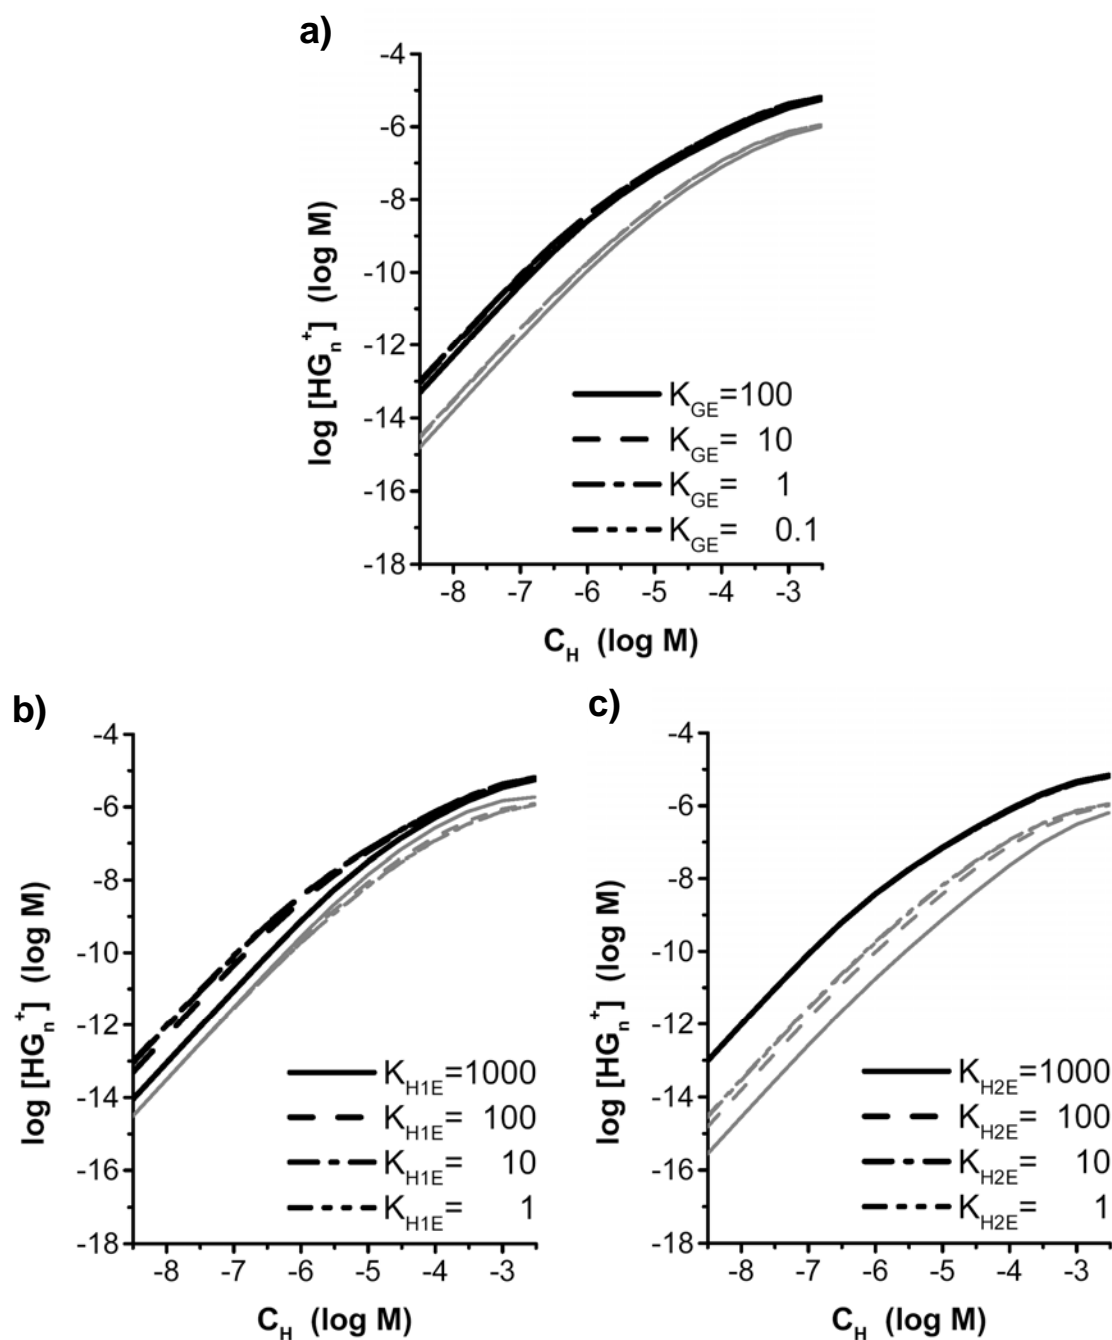 a)
-4
-6
-8
-10
-12
-14
-16
-18
log [HG_n^+] (log M)
K_GE=100
K_GE= 10
K_GE= 1
K_GE= 0.1
-8 -7 -6 -5 -4 -3
C_H (log M)
b)
-4
-6
-8
-10
-12
-14
-16
-18
log [HG_n^+] (log M)
K_H1E=1000
K_H1E= 100
K_H1E= 10
K_H1E= 1
-8 -7 -6 -5 -4 -3
C_H (log M)
c)
-4
-6
-8
-10
-12
-14
-16
-18
log [HG_n^+] (log M)
K_H2E=1000
K_H2E= 100
K_H2E= 10
K_H2E= 1
-8 -7 -6 -5 -4 -3
C_H (log M)